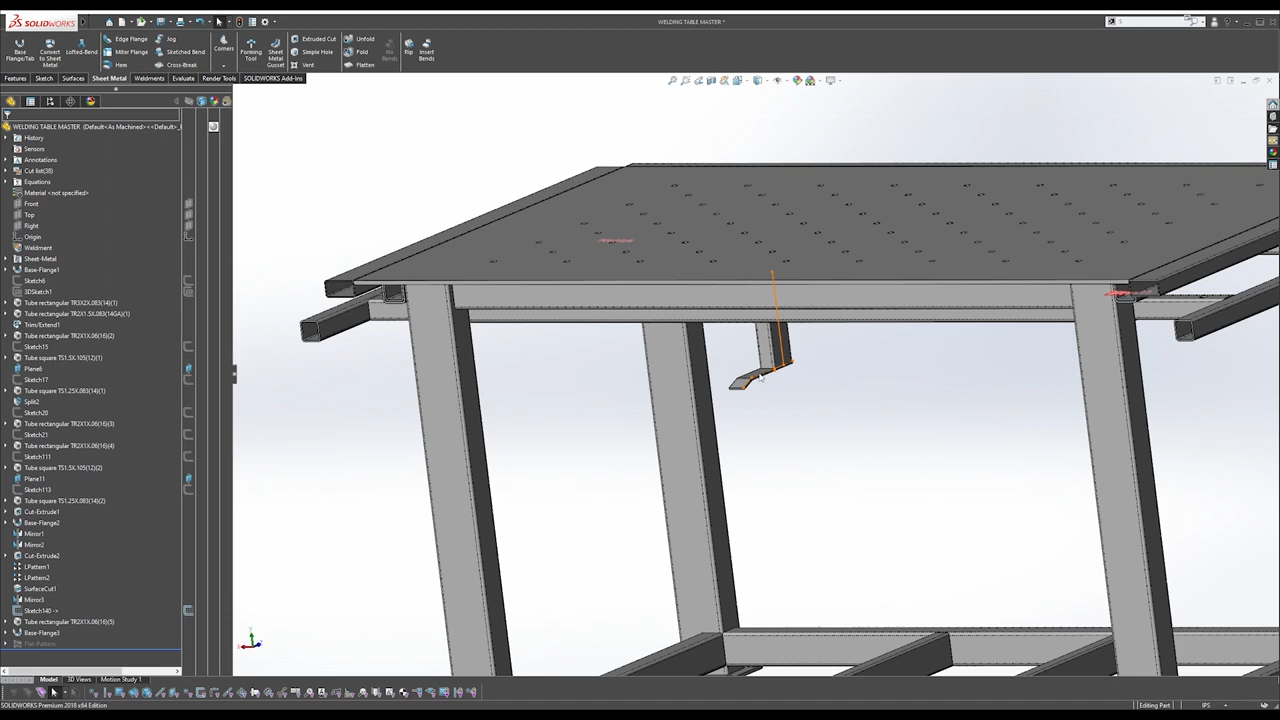 SOLIDWORKS
WELDING TABLE MASTER *
Base Flange/Tab
Convert to Sheet Metal
Lofted-Bend
Edge Flange
Miter Flange
Hem
Jog
Sketched Bend
Cross-Break
Corners
Forming Tool
Sheet Metal Gusset
Extruded Cut
Simple Hole
Vent
Unfold
Fold
Flatten
No Bends
Rip
Insert Bends
Features
Sketch
Surfaces
Sheet Metal
Weldments
Evaluate
Render Tools
SOLIDWORKS Add-Ins
WELDING TABLE MASTER (Default<As Machined><<Default>_
History
Sensors
Annotations
Cut list(38)
Equations
Material <not specified>
Front
Top
Right
Origin
Weldment
Sheet-Metal
Base-Flange1
Sketch6
3DSketch1
Tube rectangular TR3X2X.083(14)(1)
Tube rectangular TR2X1.5X.083(14GA)(1)
Trim/Extend1
Tube rectangular TR2X1X.06(16)(2)
Sketch15
Tube square TS1.5X.105(12)(1)
Plane6
Sketch17
Tube square TS1.25X.083(14)(1)
Split2
Sketch20
Tube rectangular TR2X1X.06(16)(3)
Sketch21
Tube rectangular TR2X1X.06(16)(4)
Sketch111
Tube square TS1.5X.105(12)(2)
Plane11
Sketch113
Tube square TS1.25X.083(14)(2)
Cut-Extrude1
Base-Flange2
Mirror1
Mirror2
Cut-Extrude2
LPattern1
LPattern2
SurfaceCut1
Mirror3
Sketch140 ->
Tube rectangular TR2X1X.06(16)(5)
Base-Flange3
Flat-Pattern
Model
3D Views
Motion Study 1
SOLIDWORKS Premium 2018 x64 Edition
Editing Part
IPS